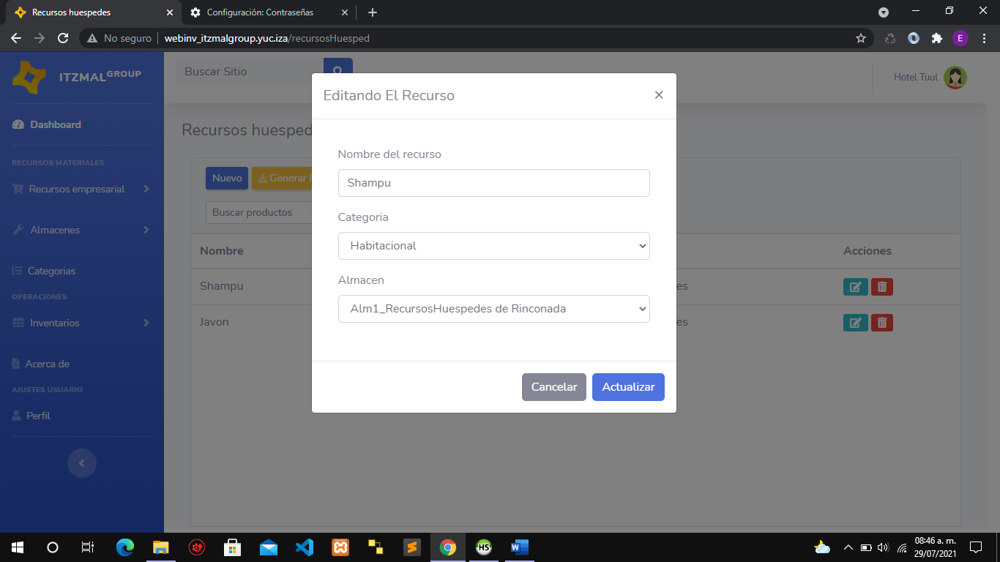 Recursos huespedes
Configuración: Contraseñas
No seguro
webinv_itzmalgroup.yuc.iza/recursosHuesped
E
ITZMAL GROUP
Buscar Sitio
Hotel Tuul
Dashboard
RECURSOS MATERIALES
Recursos empresarial
Almacenes
Categorias
OPERACIONES
Inventarios
Acerca de
AJUSTES USUARIO
Perfil
Recursos huesped
Nuevo
Generar
Buscar productos
Nombre
Acciones
Shampu
es
Javon
es
Editando El Recurso
×
Nombre del recurso
Shampu
Categoria
Habitacional
Almacen
Alm1_RecursosHuespedes de Rinconada
Cancelar
Actualizar
HS
W
08:46 a. m.
29/07/2021